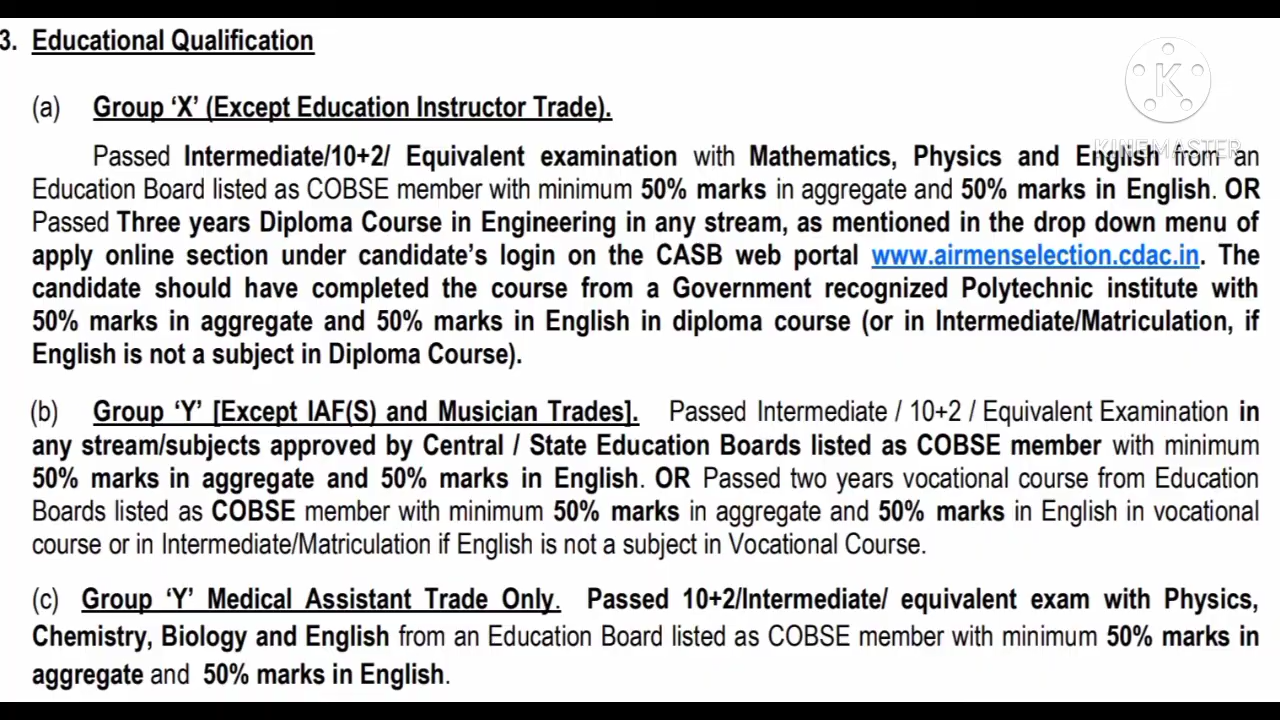 3. Educational Qualification
(a) Group ‘X’ (Except Education Instructor Trade).
Passed Intermediate/10+2/ Equivalent examination with Mathematics, Physics and English from an
Education Board listed as COBSE member with minimum 50% marks in aggregate and 50% marks in English. OR
Passed Three years Diploma Course in Engineering in any stream, as mentioned in the drop down menu of
apply online section under candidate’s login on the CASB web portal www.airmenselection.cdac.in. The
candidate should have completed the course from a Government recognized Polytechnic institute with
50% marks in aggregate and 50% marks in English in diploma course (or in Intermediate/Matriculation, if
English is not a subject in Diploma Course).
(b) Group ‘Y’ [Except IAF(S) and Musician Trades]. Passed Intermediate / 10+2 / Equivalent Examination in
any stream/subjects approved by Central / State Education Boards listed as COBSE member with minimum
50% marks in aggregate and 50% marks in English. OR Passed two years vocational course from Education
Boards listed as COBSE member with minimum 50% marks in aggregate and 50% marks in English in vocational
course or in Intermediate/Matriculation if English is not a subject in Vocational Course.
(c) Group ‘Y’ Medical Assistant Trade Only. Passed 10+2/Intermediate/ equivalent exam with Physics,
Chemistry, Biology and English from an Education Board listed as COBSE member with minimum 50% marks in
aggregate and 50% marks in English.
K
KINEMASTER